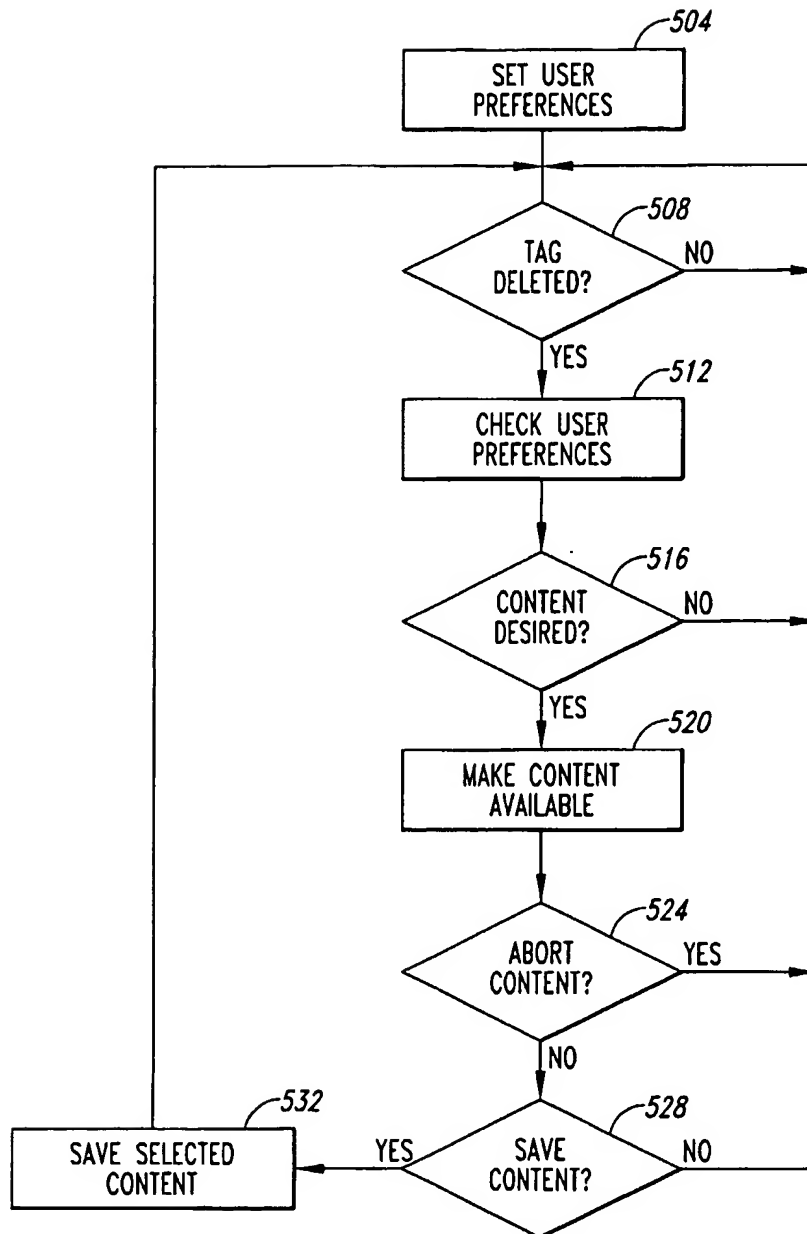 504
SET USER
PREFERENCES
508
TAG
DELETED?
NO
YES
512
CHECK USER
PREFERENCES
516
CONTENT
DESIRED?
NO
YES
520
MAKE CONTENT
AVAILABLE
524
ABORT
CONTENT?
YES
NO
532
SAVE SELECTED
CONTENT
YES
528
SAVE
CONTENT?
NO